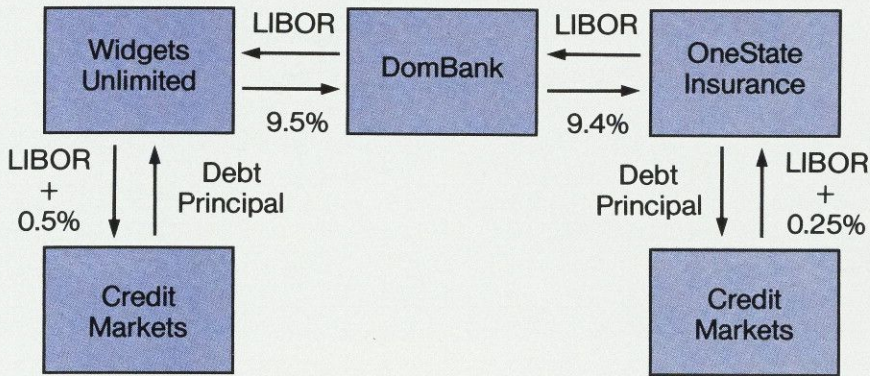 Widgets
Unlimited
LIBOR
9.5%
DomBank
LIBOR
9.4%
OneState
Insurance
LIBOR
+
0.5%
Debt
Principal
Debt
Principal
LIBOR
+
0.25%
Credit
Markets
Credit
Markets